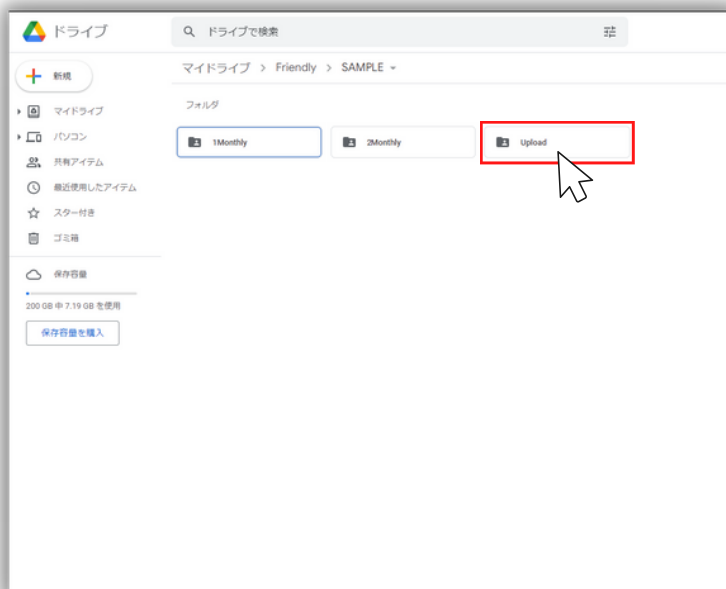 ドライブ
ドライブで検索
新規
マイドライブ > Friendly > SAMPLE
マイドライブ
パソコン
共有アイテム
最近使用したアイテム
スター付き
ゴミ箱
保存容量
200 GB 中 7.19 GB を使用
保存容量を購入
フォルダ
1Monthly
2Monthly
Upload